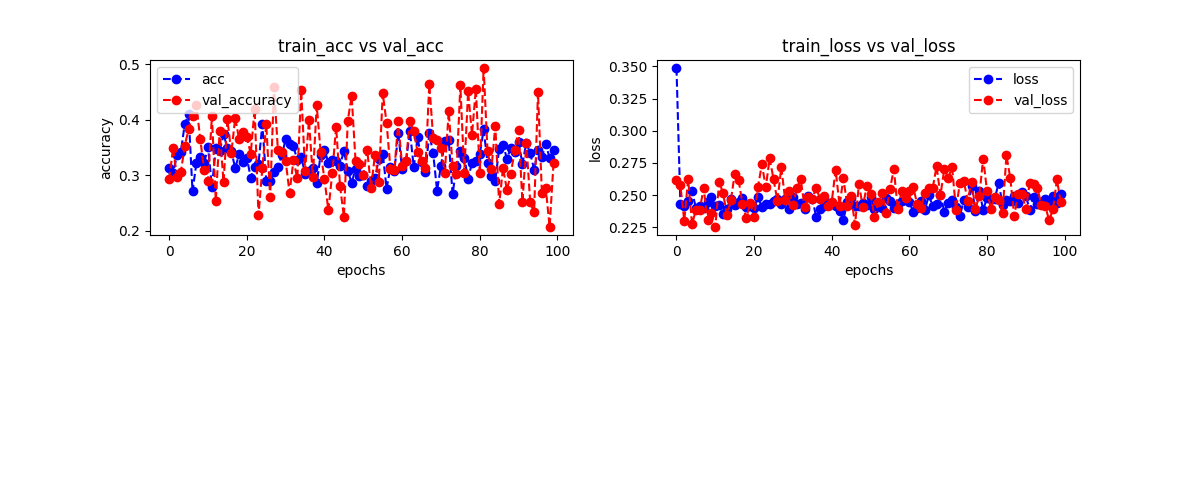 train_acc vs val_acc
acc
val_accuracy
accuracy
0.5
0.4
0.3
0.2
0
20
40
60
80
100
epochs
train_loss vs val_loss
loss
val_loss
loss
0.350
0.325
0.300
0.275
0.250
0.225
0
20
40
60
80
100
epochs